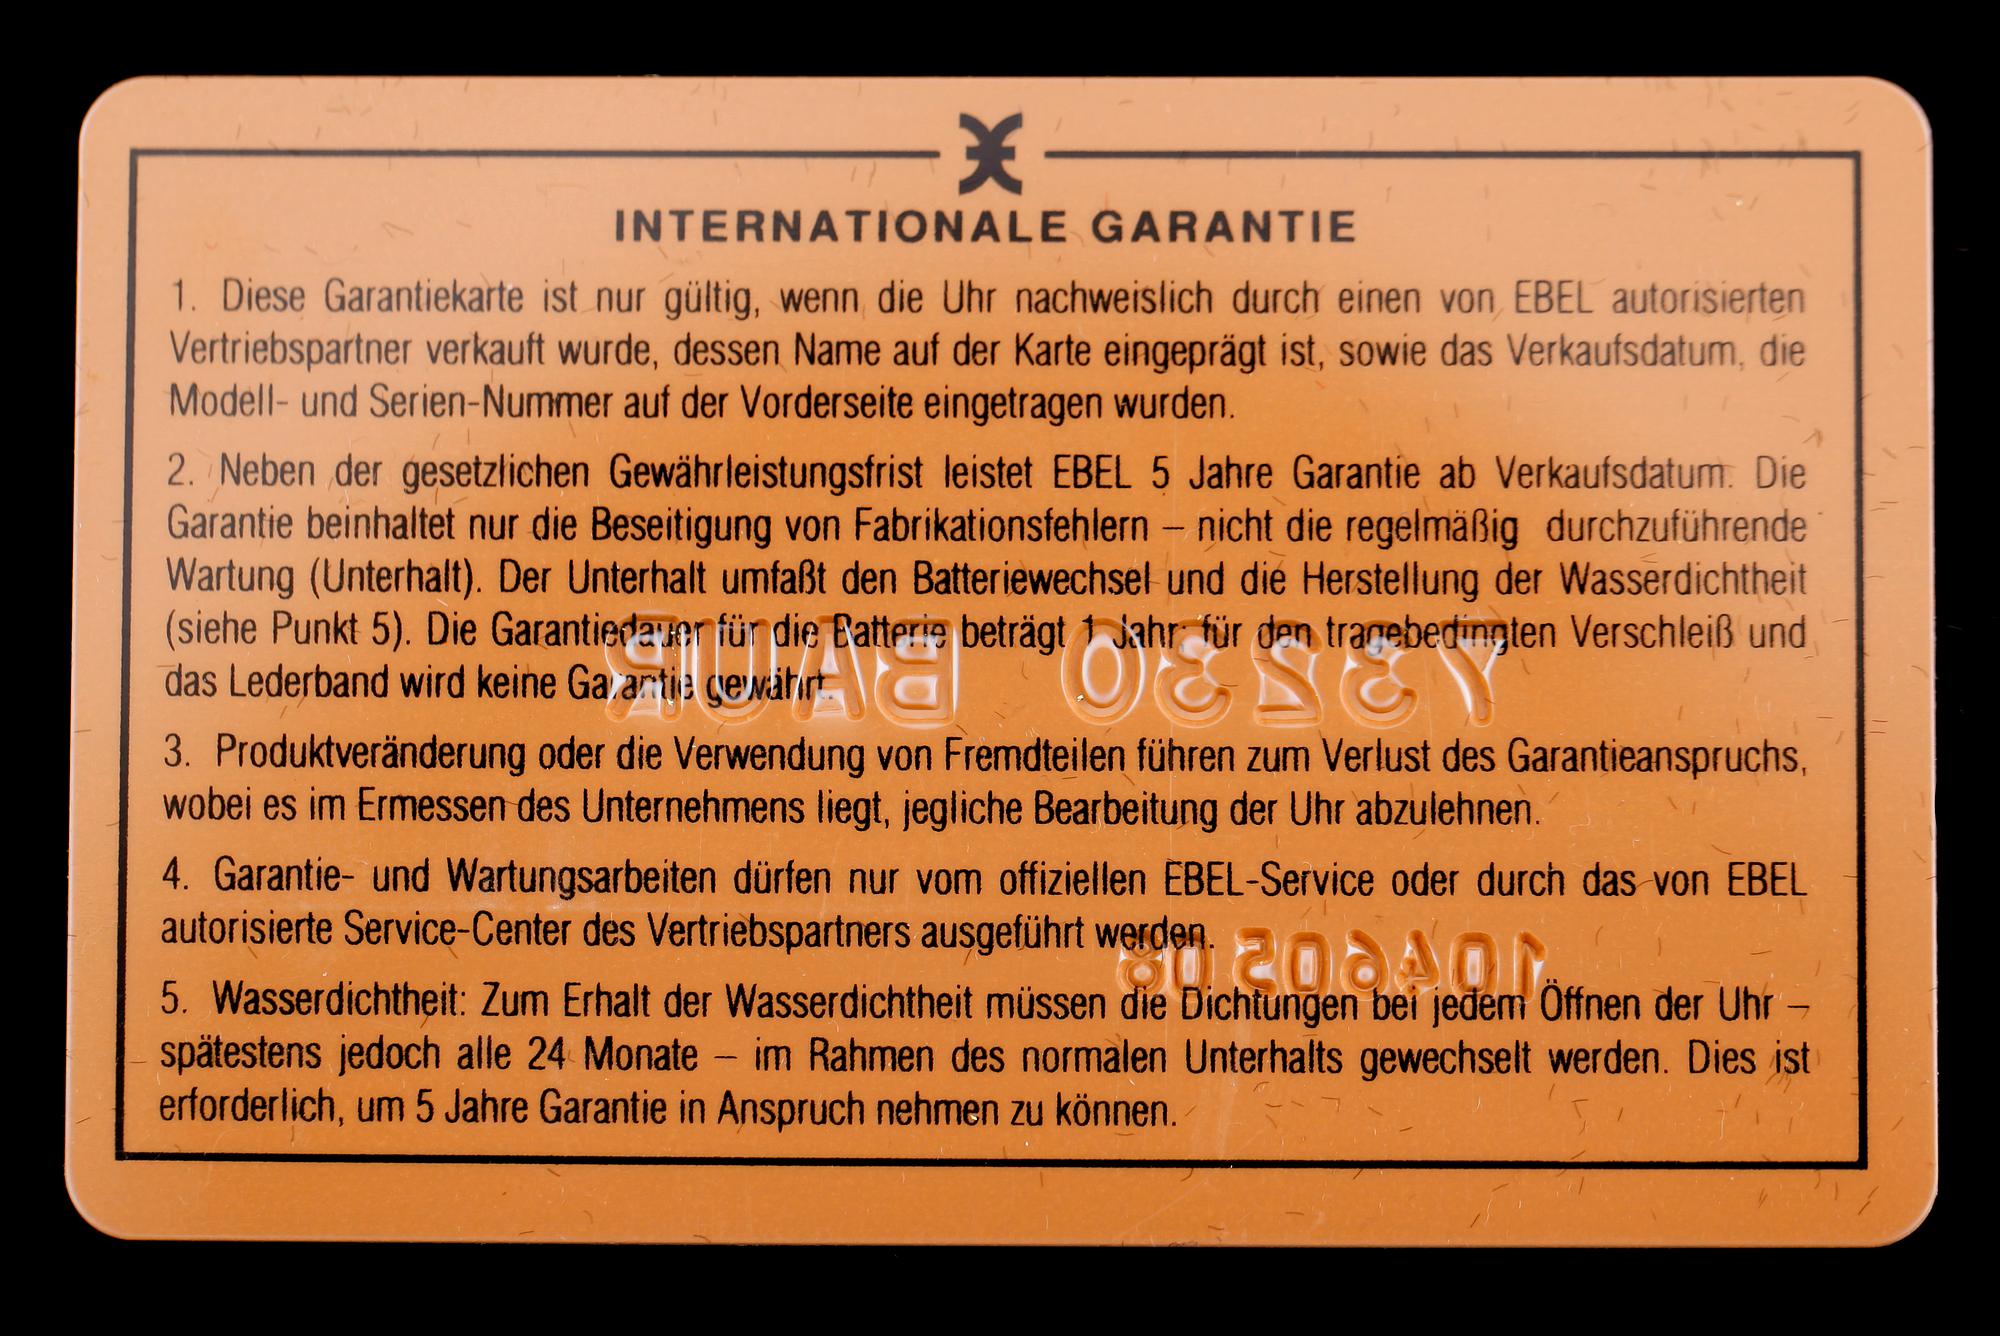 INTERNATIONALE GARANTIE
1. Diese Garantiekarte ist nur gültig, wenn die Uhr nachweislich durch einen von EBEL autorisierten
Vertriebspartner verkauft wurde, dessen Name auf der Karte eingeprägt ist, sowie das Verkaufsdatum, die
Modell- und Serien-Nummer auf der Vorderseite eingetragen wurden.
2. Neben der gesetzlichen Gewährleistungsfrist leistet EBEL 5 Jahre Garantie ab Verkaufsdatum. Die
Garantie beinhaltet nur die Beseitigung von Fabrikationsfehlern – nicht die regelmäßig durchzuführende
Wartung (Unterhalt). Der Unterhalt umfaßt den Batteriewechsel und die Herstellung der Wasserdichtheit
(siehe Punkt 5). Die Garantiedauer für die Batterie beträgt 1 Jahr; für den tragebedingten Verschleiß und
das Lederband wird keine Garantie gewährt.
73230 BAUR
3. Produktveränderung oder die Verwendung von Fremdteilen führen zum Verlust des Garantieanspruchs,
wobei es im Ermessen des Unternehmens liegt, jegliche Bearbeitung der Uhr abzulehnen.
4. Garantie- und Wartungsarbeiten dürfen nur vom offiziellen EBEL-Service oder durch das von EBEL
autorisierte Service-Center des Vertriebspartners ausgeführt werden.
104605 08
5. Wasserdichtheit: Zum Erhalt der Wasserdichtheit müssen die Dichtungen bei jedem Öffnen der Uhr –
spätestens jedoch alle 24 Monate – im Rahmen des normalen Unterhalts gewechselt werden. Dies ist
erforderlich, um 5 Jahre Garantie in Anspruch nehmen zu können.